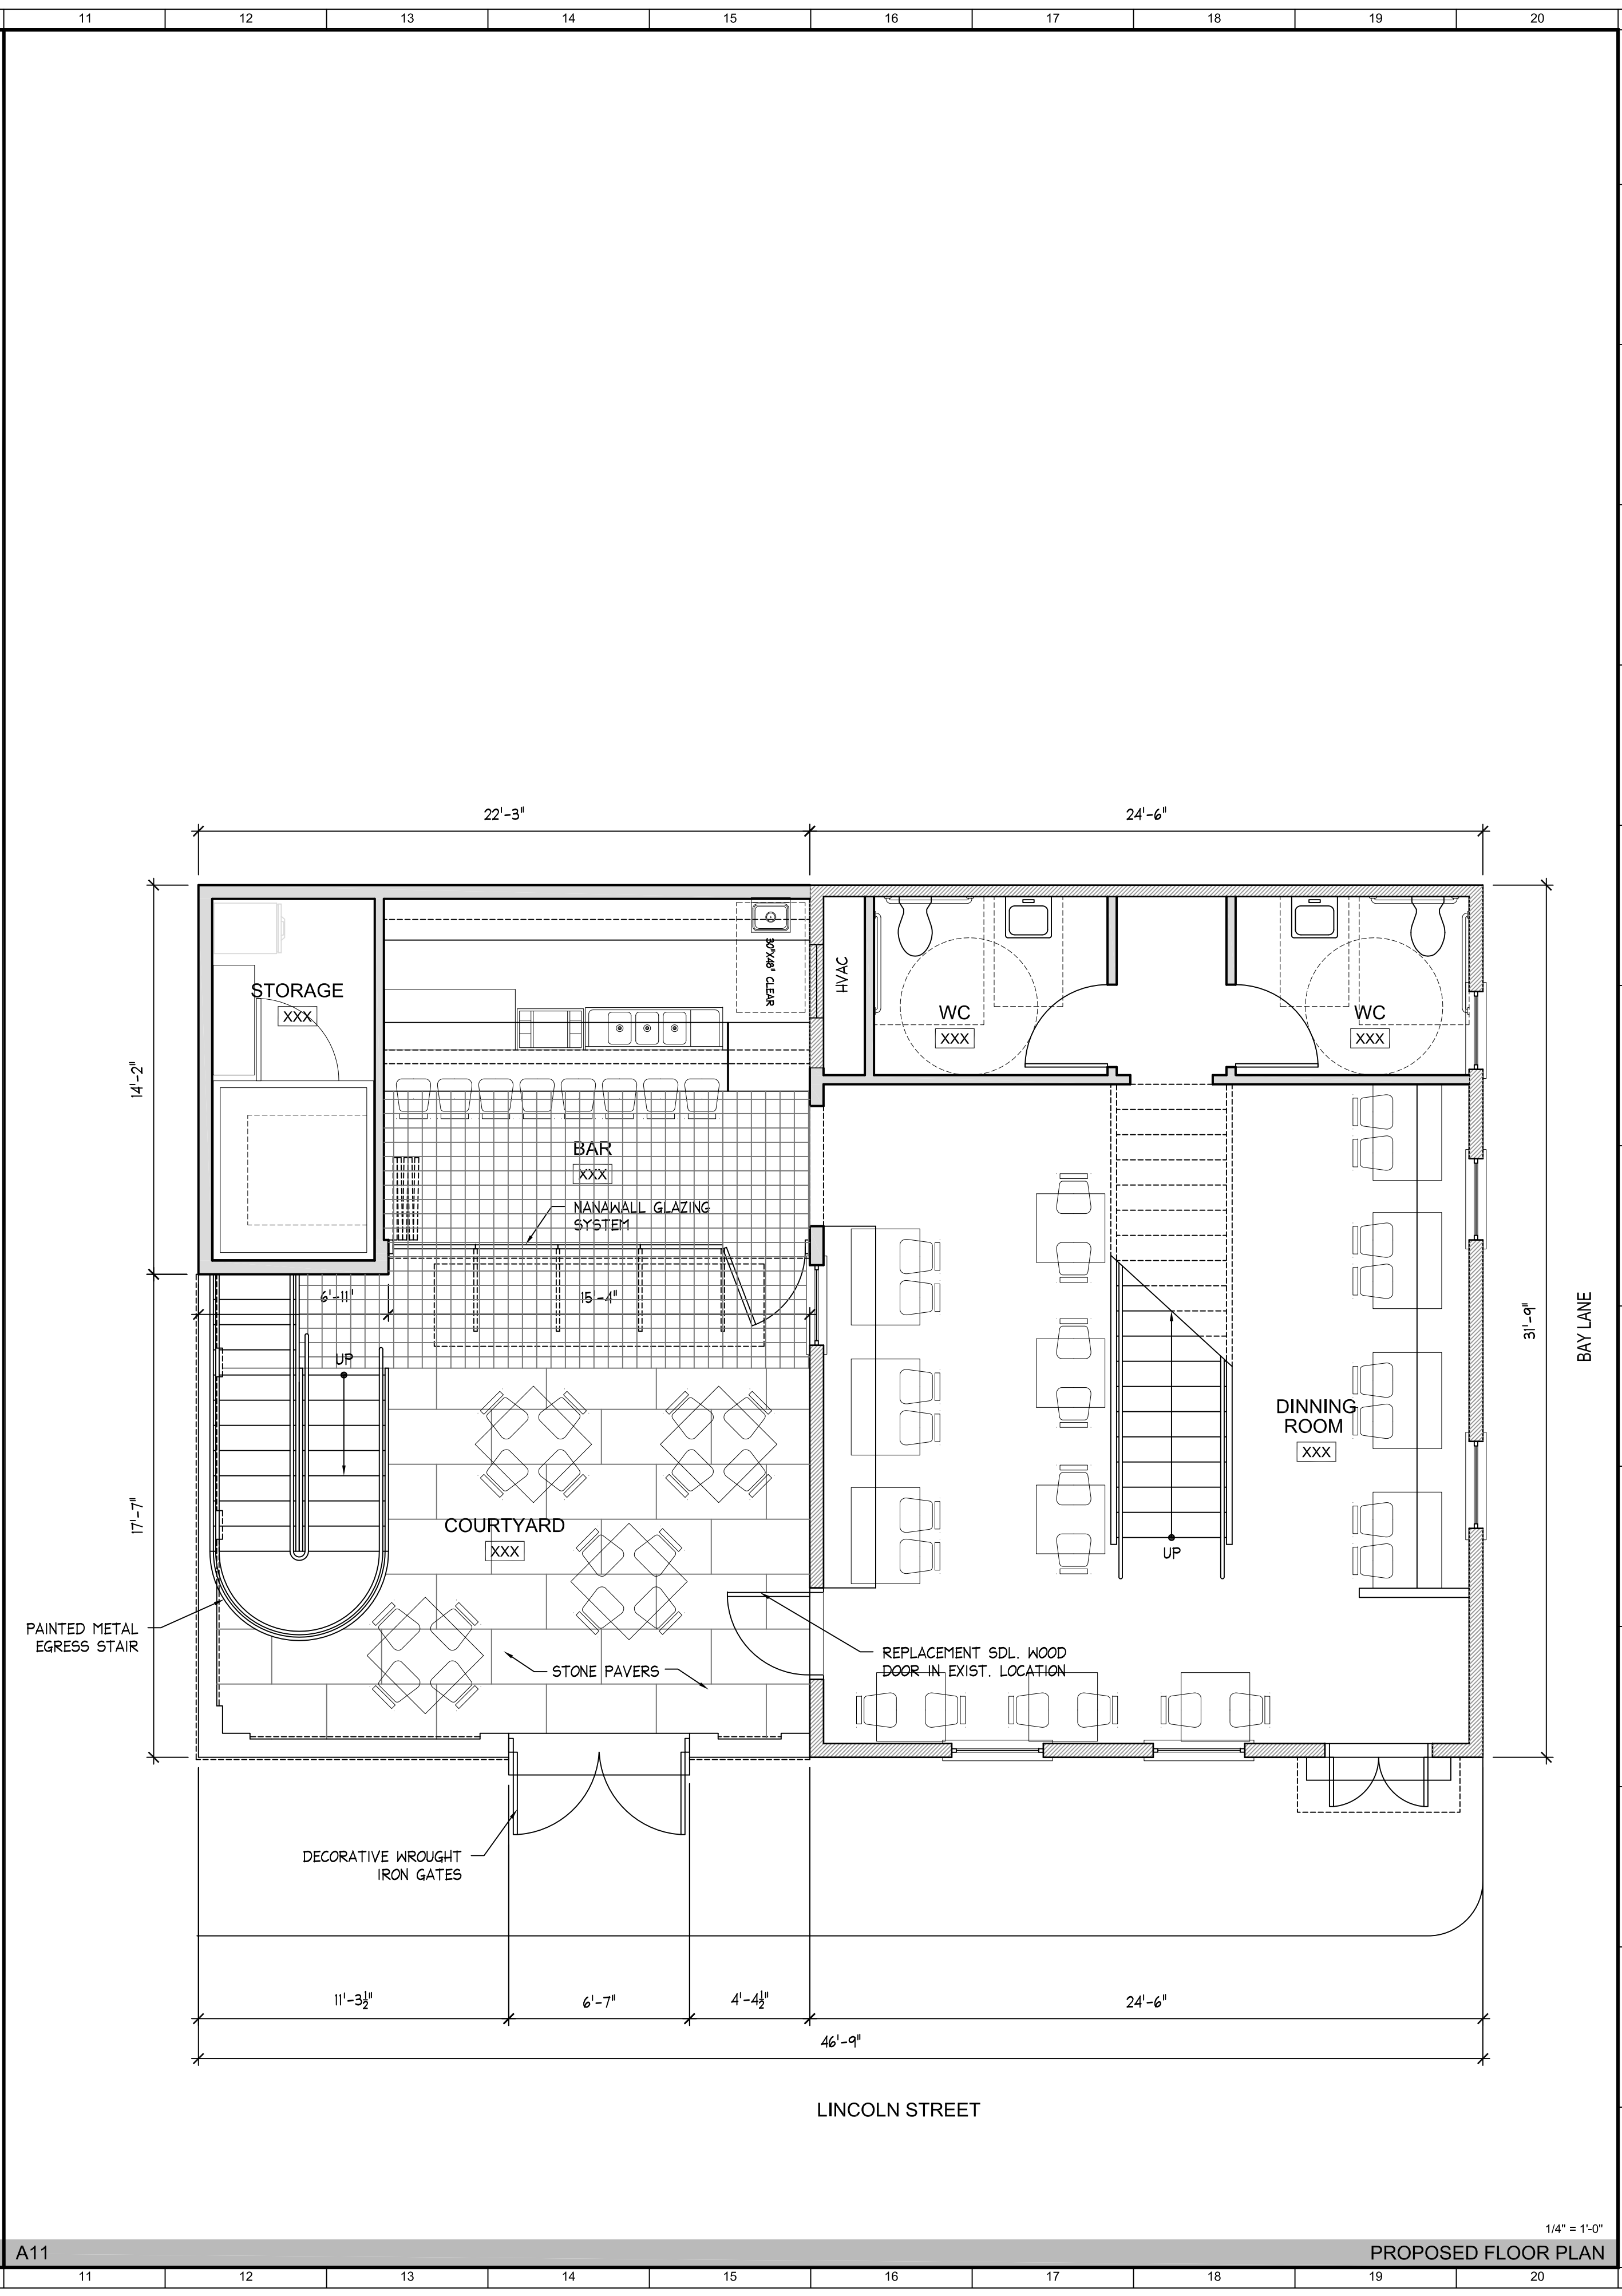 11 12 13 14 15 16 17 18 19 20
22'-3" 24'-6"
STORAGE
XXX
30"X48" CLEAR
HVAC
WC
XXX
WC
XXX
14'-2"
BAR
XXX
NANAWALL GLAZING
SYSTEM
6'-11"
15'-4"
31'-9"
BAY LANE
UP
DINNING
ROOM
XXX
17'-7"
COURTYARD
XXX
UP
PAINTED METAL
EGRESS STAIR
STONE PAVERS
REPLACEMENT SDL. WOOD
DOOR IN EXIST. LOCATION
DECORATIVE WROUGHT
IRON GATES
11'-3½" 6'-7" 4'-4½" 24'-6"
46'-9"
LINCOLN STREET
1/4" = 1'-0"
A11 PROPOSED FLOOR PLAN
11 12 13 14 15 16 17 18 19 20